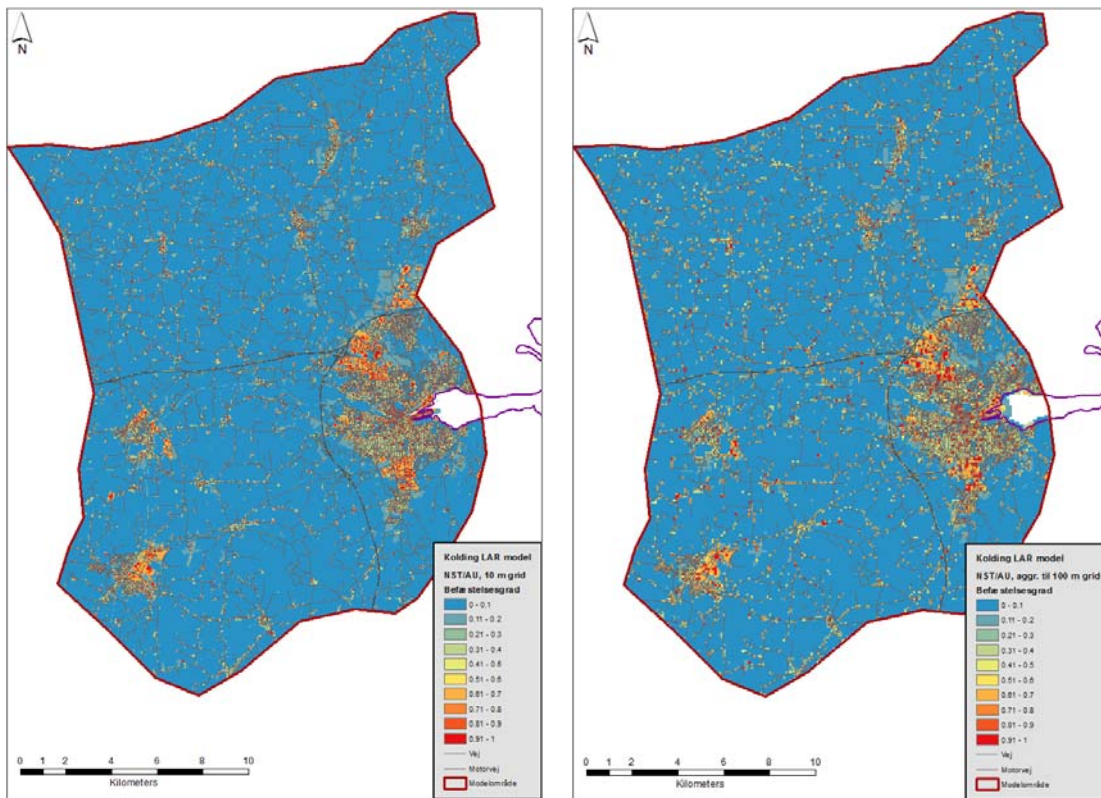 N
Kolding LAR model
NST/AU, 10 m grid
Befæstelsesgrad
0 - 0.1
0.11 - 0.2
0.21 - 0.3
0.31 - 0.4
0.41 - 0.5
0.51 - 0.6
0.61 - 0.7
0.71 - 0.8
0.81 - 0.9
0.91 - 1
Vej
Motorvej
Modelområde
0 1 2 4 6 8 10
Kilometers
N
Kolding LAR model
NST/AU, aggr. til 100 m grid
Befæstelsesgrad
0 - 0.1
0.11 - 0.2
0.21 - 0.3
0.31 - 0.4
0.41 - 0.5
0.51 - 0.6
0.61 - 0.7
0.71 - 0.8
0.81 - 0.9
0.91 - 1
Vej
Motorvej
Modelområde
0 1 2 4 6 8 10
Kilometers